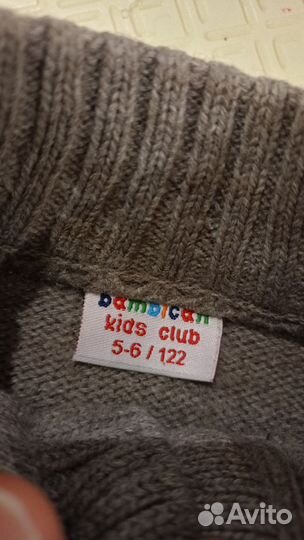 bambican
kids club
5-6 / 122
Avito